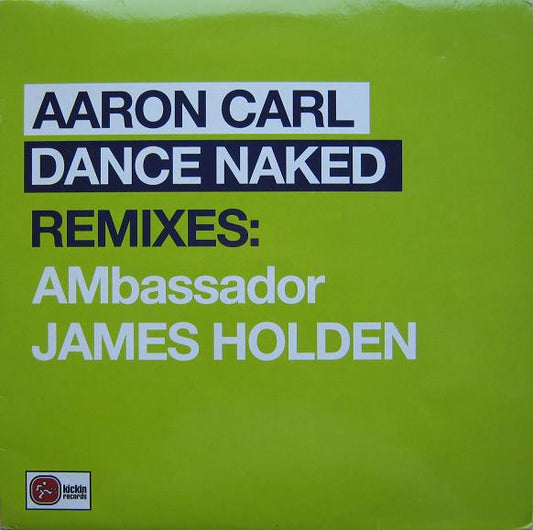 AARON CARL
DANCE NAKED
REMIXES:
AMbassador
JAMES HOLDEN
kickin
records